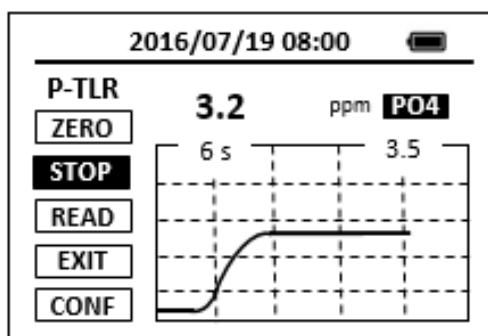 2016/07/19 08:00
P-TLR
3.2 ppm PO4
ZERO
6 s 3.5
STOP
READ
EXIT
CONF